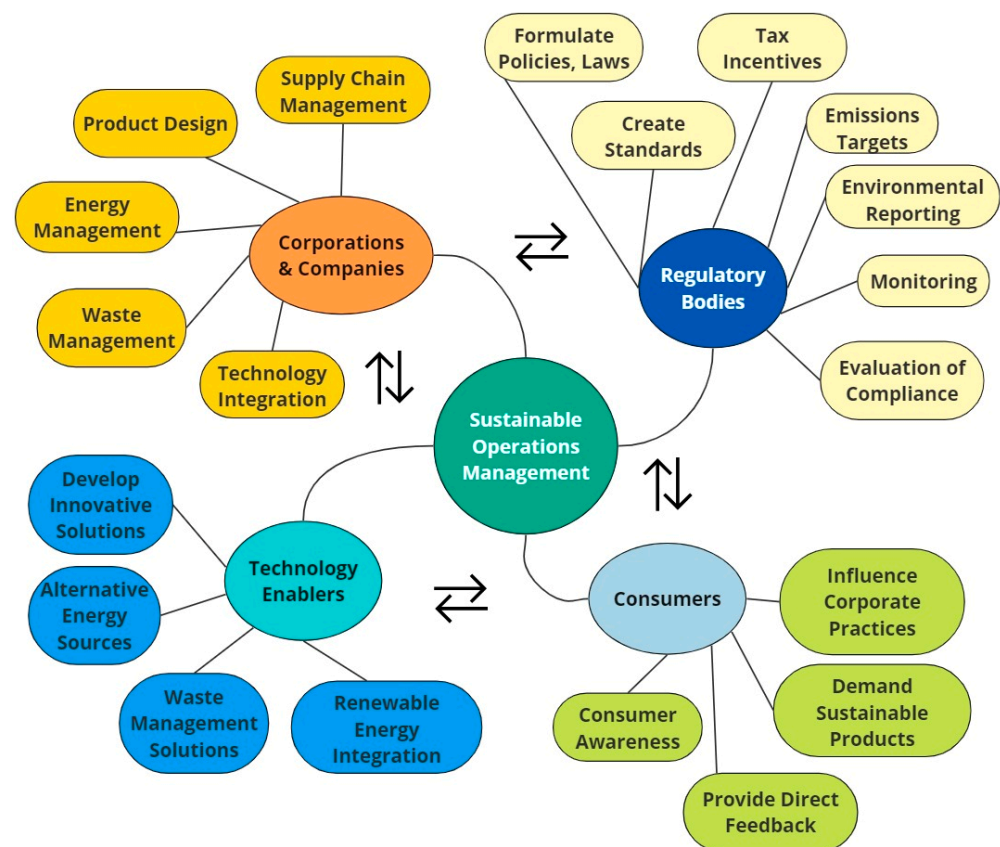 Formulate
Policies, Laws
Tax
Incentives
Supply Chain
Management
Product Design
Create
Standards
Emissions
Targets
Environmental
Reporting
Energy
Management
Corporations
& Companies
Regulatory
Bodies
Monitoring
Waste
Management
Technology
Integration
Evaluation of
Compliance
Sustainable
Operations
Management
Develop
Innovative
Solutions
Technology
Enablers
Alternative
Energy
Sources
Consumers
Influence
Corporate
Practices
Waste
Management
Solutions
Renewable
Energy
Integration
Consumer
Awareness
Demand
Sustainable
Products
Provide Direct
Feedback